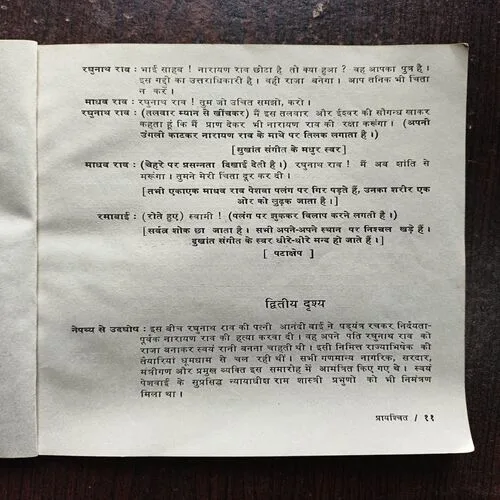 रघुनाथ राव : भाई साहब ! नारायण राव छोटा है तो क्या हुआ ? वह आपका पुत्र है ।
इस गद्दी का उत्तराधिकारी है । वही राजा बनेगा । आप तनिक भी चिंता
न करें ।
माधव राव : रघुनाथ राव ! तुम जो उचित समझो, करो ।
रघुनाथ राव : (तलवार म्यान से खींचकर) मैं इस तलवार और ईश्वर की सौगन्ध खाकर
कहता हूं कि मैं प्राण देकर भी नारायण राव की रक्षा करूंगा । (अपनी
उंगली काटकर नारायण राव के माथे पर तिलक लगाता है ।)
[सुखांत संगीत के मधुर स्वर]
माधव राव : (चेहरे पर प्रसन्नता दिखाई देती है ।) रघुनाथ राव ! मैं अब शांति से
मरूंगा । तुमने मेरी चिंता दूर कर दी ।
[तभी एकाएक माधव राव पेशवा पलंग पर गिर पड़ते हैं, उनका शरीर एक
ओर को लुढ़क जाता है ।]
रमाबाई : (रोते हुए) स्वामी ! (पलंग पर झुककर विलाप करने लगती है ।)
[सर्वत्र शोक छा जाता है । सभी अपने-अपने स्थान पर निश्चल खड़े हैं ।
दुखांत संगीत के स्वर धीरे-धीरे मन्द हो जाते हैं ।]
[ पटाक्षेप ]
द्वितीय दृश्य
नेपथ्य से उद्घोष : इस बीच रघुनाथ राव की पत्नी आनंदी बाई ने षड्यंत्र रचकर निर्दयता-
पूर्वक नारायण राव की हत्या करवा दी । वह अपने पति रघुनाथ राव को
राजा बनाकर स्वयं रानी बनना चाहती थी । इसी निमित्त राज्याभिषेक की
तैयारियां धूमधाम से चल रही थीं । सभी गणमान्य नागरिक, सरदार,
मंत्रीगण और प्रमुख व्यक्ति इस समारोह में आमंत्रित किए गए थे । स्वयं
पेशवाई के सुप्रसिद्ध न्यायाधीश राम शास्त्री प्रभुणे को भी निमंत्रण
मिला था ।
प्रायश्चित / ११